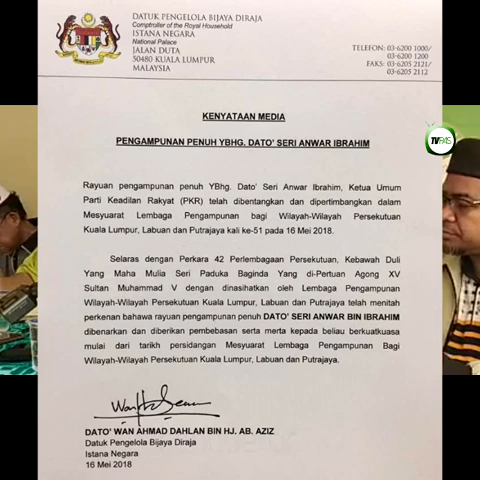 DATUK PENGELOLA BIJAYA DIRAJA
Comptroller of the Royal Household
ISTANA NEGARA
National Palace
JALAN DUTA
50480 KUALA LUMPUR
MALAYSIA
TELEFON: 03-6200 1000/
03-6200 1200
FAKS: 03-6205 2121/
03-6205 2112
KENYATAAN MEDIA
PENGAMPUNAN PENUH YBHG. DATO' SERI ANWAR IBRAHIM
TVPAS
Rayuan pengampunan penuh YBhg. Dato' Seri Anwar Ibrahim, Ketua Umum
Parti Keadilan Rakyat (PKR) telah dibentangkan dan dipertimbangkan dalam
Mesyuarat Lembaga Pengampunan bagi Wilayah-Wilayah Persekutuan
Kuala Lumpur, Labuan dan Putrajaya kali ke-51 pada 16 Mei 2018.
Selaras dengan Perkara 42 Perlembagaan Persekutuan, Kebawah Duli
Yang Maha Mulia Seri Paduka Baginda Yang di-Pertuan Agong XV
Sultan Muhammad V dengan dinasihatkan oleh Lembaga Pengampunan
Wilayah-Wilayah Persekutuan Kuala Lumpur, Labuan dan Putrajaya telah menitah
perkenan bahawa rayuan pengampunan penuh DATO' SERI ANWAR BIN IBRAHIM
dibenarkan dan diberikan pembebasan serta merta kepada beliau berkuatkuasa
mulai dari tarikh persidangan Mesyuarat Lembaga Pengampunan Bagi
Wilayah-Wilayah Persekutuan Kuala Lumpur, Labuan dan Putrajaya.
DATO' WAN AHMAD DAHLAN BIN HJ. AB. AZIZ
Datuk Pengelola Bijaya Diraja
Istana Negara
16 Mei 2018